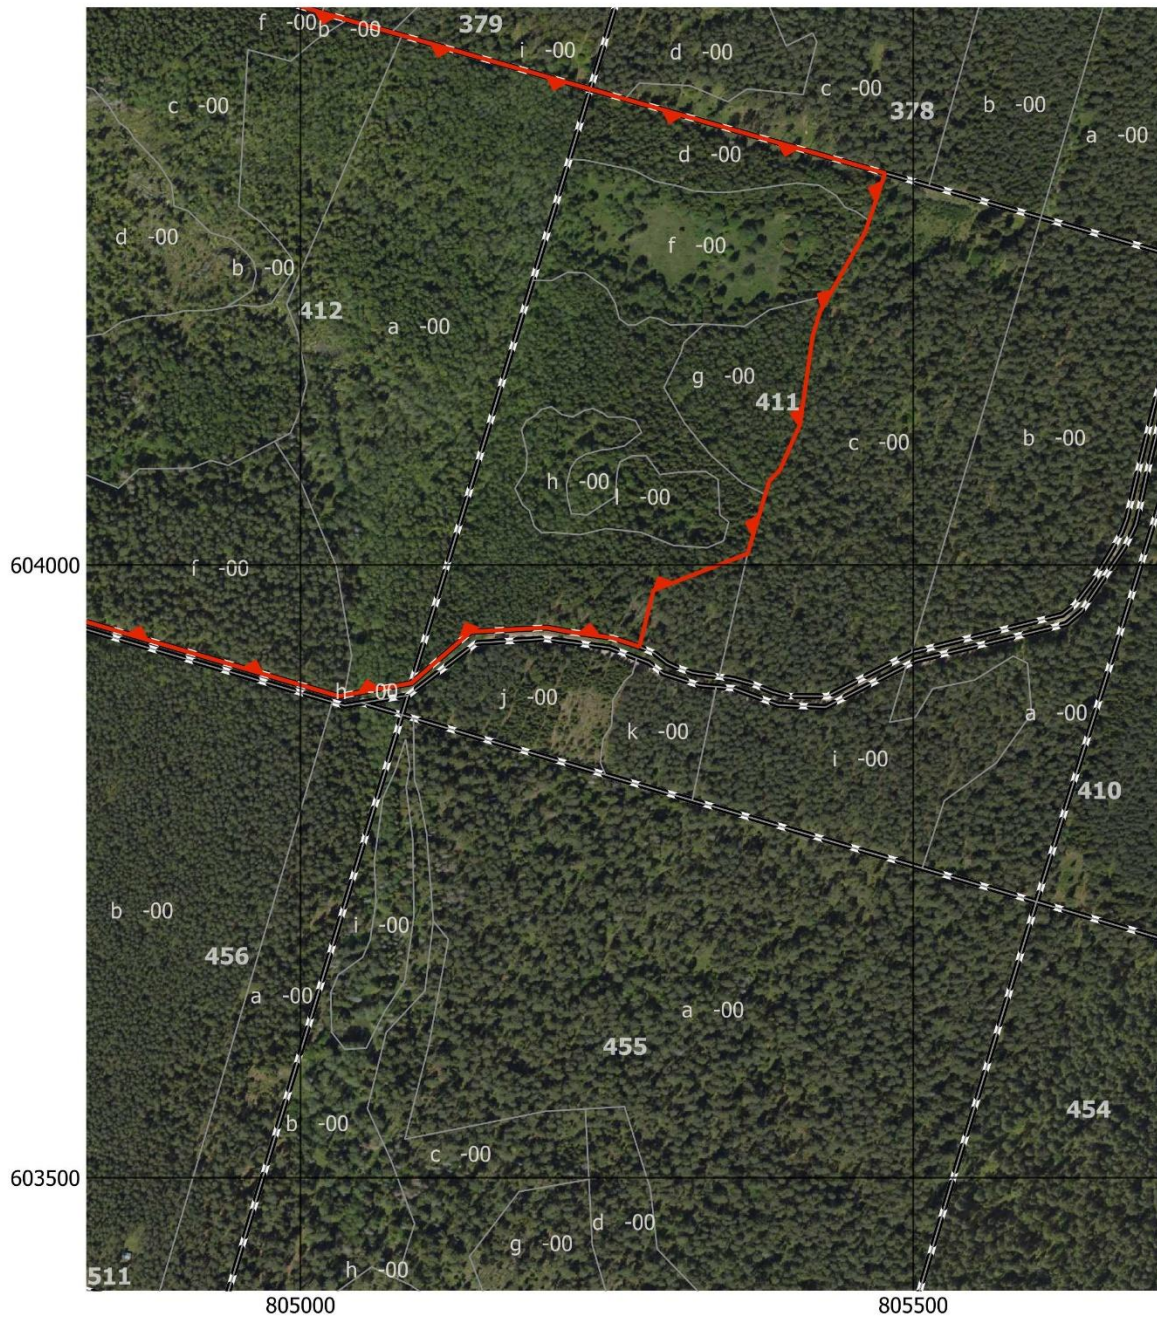 f -00 b -00 379
i -00 d -00
c -00 c -00 378 b -00
a -00
d -00
d -00 f -00
b -00
412 a -00
g -00
411
c -00 b -00
h -00 l -00
604000 f -00
h -00 j -00
k -00 a -00
i -00
410
b -00 i -00
456
a -00 a -00
455
454
b -00
c -00
603500
d -00
g -00
h -00
511
805000 805500